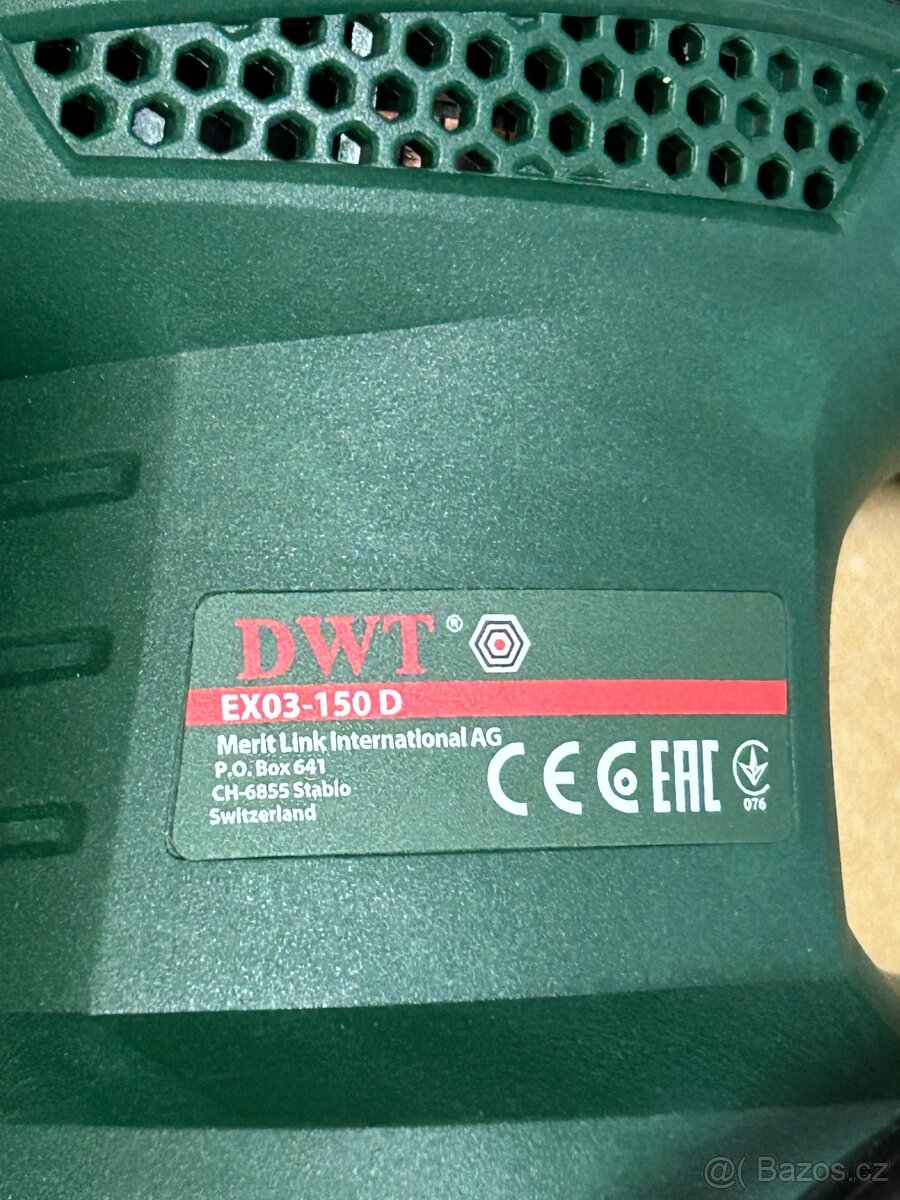 DWT®
EX03-150 D
Merit Link International AG
P.O. Box 641
CH-6855 Stabio
Switzerland
CE EAC
076
@( Bazos.cz